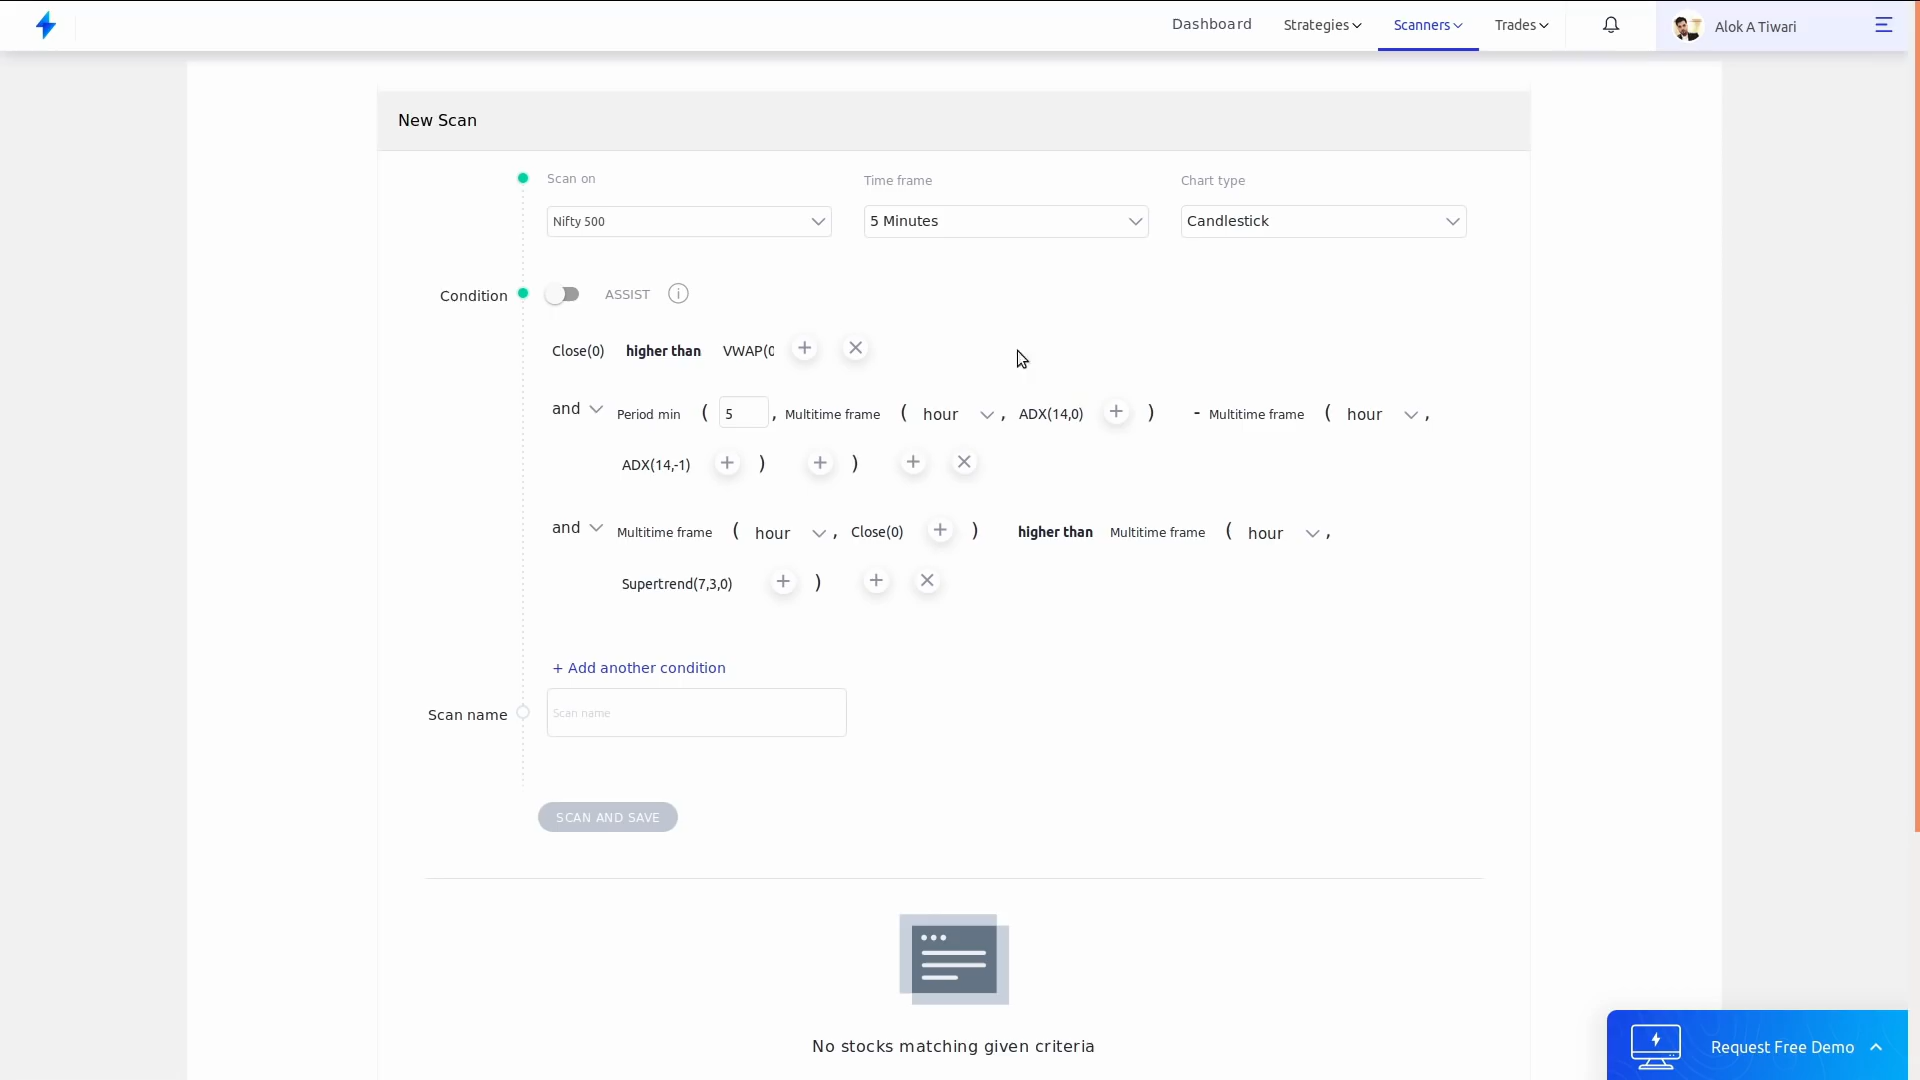 Dashboard Strategies Scanners Trades Alok A Tiwari
New Scan
Scan on Time frame Chart type
Nifty 500 5 Minutes Candlestick
Condition ASSIST
Close(0) higher than VWAP(0
and Period min ( 5 , Multitime frame ( hour , ADX(14,0) + ) - Multitime frame ( hour ,
ADX(14,-1) + ) + ) +
and Multitime frame ( hour , Close(0) + ) higher than Multitime frame ( hour ,
Supertrend(7,3,0) + ) +
+ Add another condition
Scan name Scan name
SCAN AND SAVE
No stocks matching given criteria
Request Free Demo